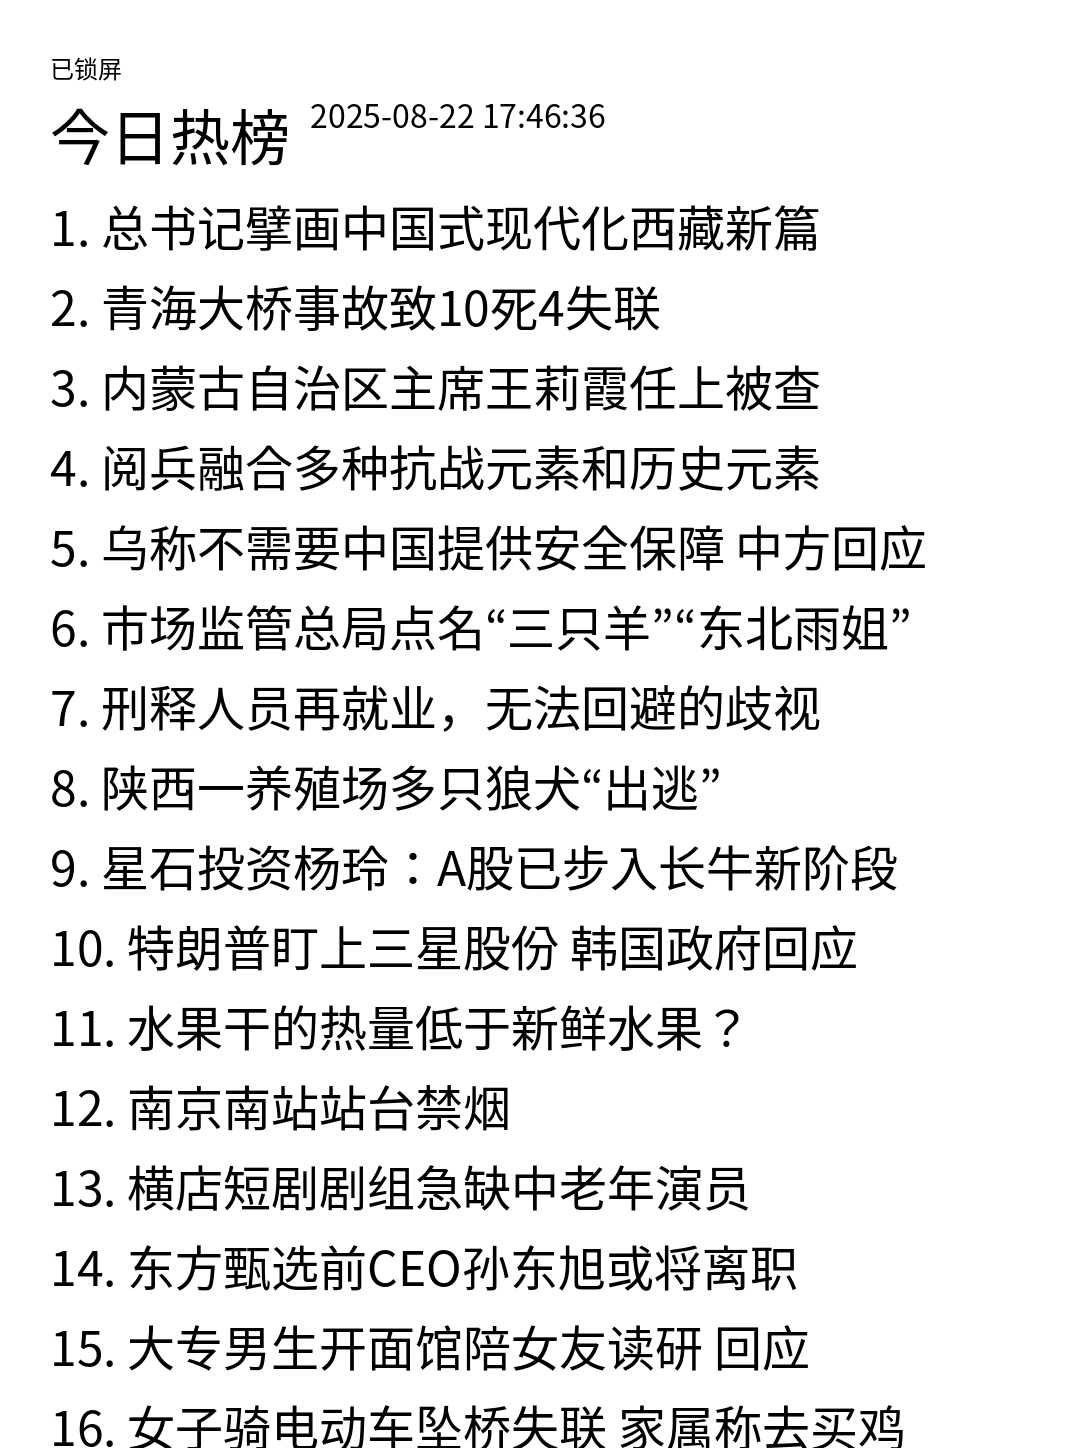 已锁屏
今日热榜 2025-08-22 17:46:36
1. 总书记擘画中国式现代化西藏新篇
2. 青海大桥事故致10死4失联
3. 内蒙古自治区主席王莉霞任上被查
4. 阅兵融合多种抗战元素和历史元素
5. 乌称不需要中国提供安全保障 中方回应
6. 市场监管总局点名“三只羊”“东北雨姐”
7. 刑释人员再就业，无法回避的歧视
8. 陕西一养殖场多只狼犬“出逃”
9. 星石投资杨玲：A股已步入长牛新阶段
10. 特朗普盯上三星股份 韩国政府回应
11. 水果干的热量低于新鲜水果？
12. 南京南站站台禁烟
13. 横店短剧剧组急缺中老年演员
14. 东方甄选前CEO孙东旭或将离职
15. 大专男生开面馆陪女友读研 回应
16. 女子骑电动车坠桥失联 家属称去买鸡